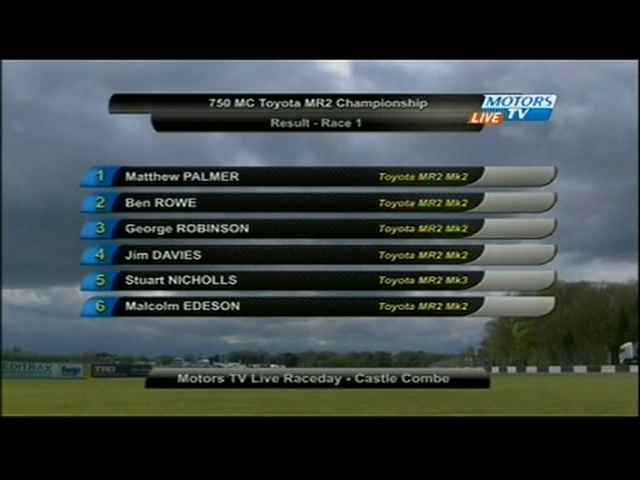 750 MC Toyota MR2 Championship
MOTORS
Result - Race 1
LIVE TV
1 Matthew PALMER Toyota MR2 Mk2
2 Ben ROWE Toyota MR2 Mk2
3 George ROBINSON Toyota MR2 Mk2
4 Jim DAVIES Toyota MR2 Mk2
5 Stuart NICHOLLS Toyota MR2 Mk3
6 Malcolm EDESON Toyota MR2 Mk2
Motors TV Live Raceday - Castle Combe